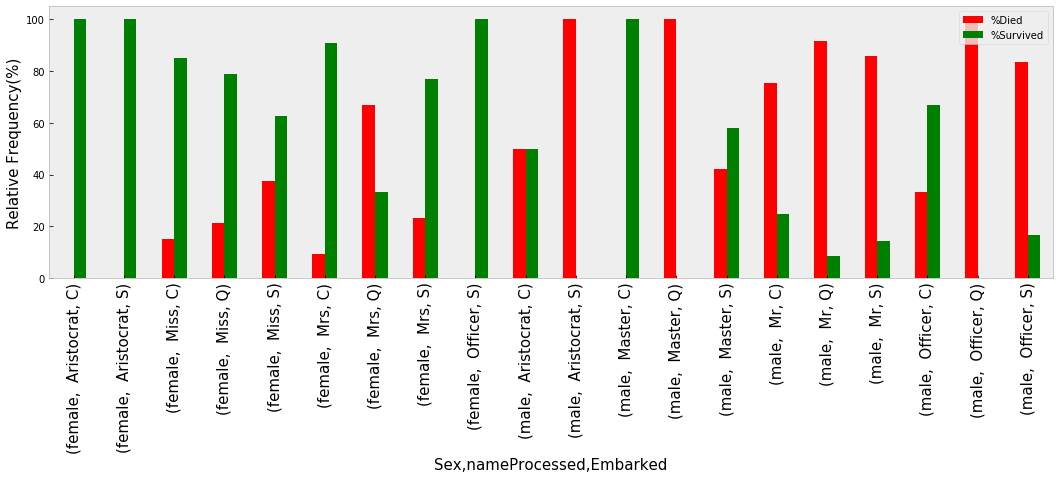 100
80
60
40
20
0
Relative Frequency(%)
%Died
%Survived
(female, Aristocrat, C)
(female, Aristocrat, S)
(female, Miss, C)
(female, Miss, Q)
(female, Miss, S)
(female, Mrs, C)
(female, Mrs, Q)
(female, Mrs, S)
(female, Officer, S)
(male, Aristocrat, C)
(male, Aristocrat, S)
(male, Master, C)
(male, Master, Q)
(male, Master, S)
(male, Mr, C)
(male, Mr, Q)
(male, Mr, S)
(male, Officer, C)
(male, Officer, Q)
(male, Officer, S)
Sex,nameProcessed,Embarked